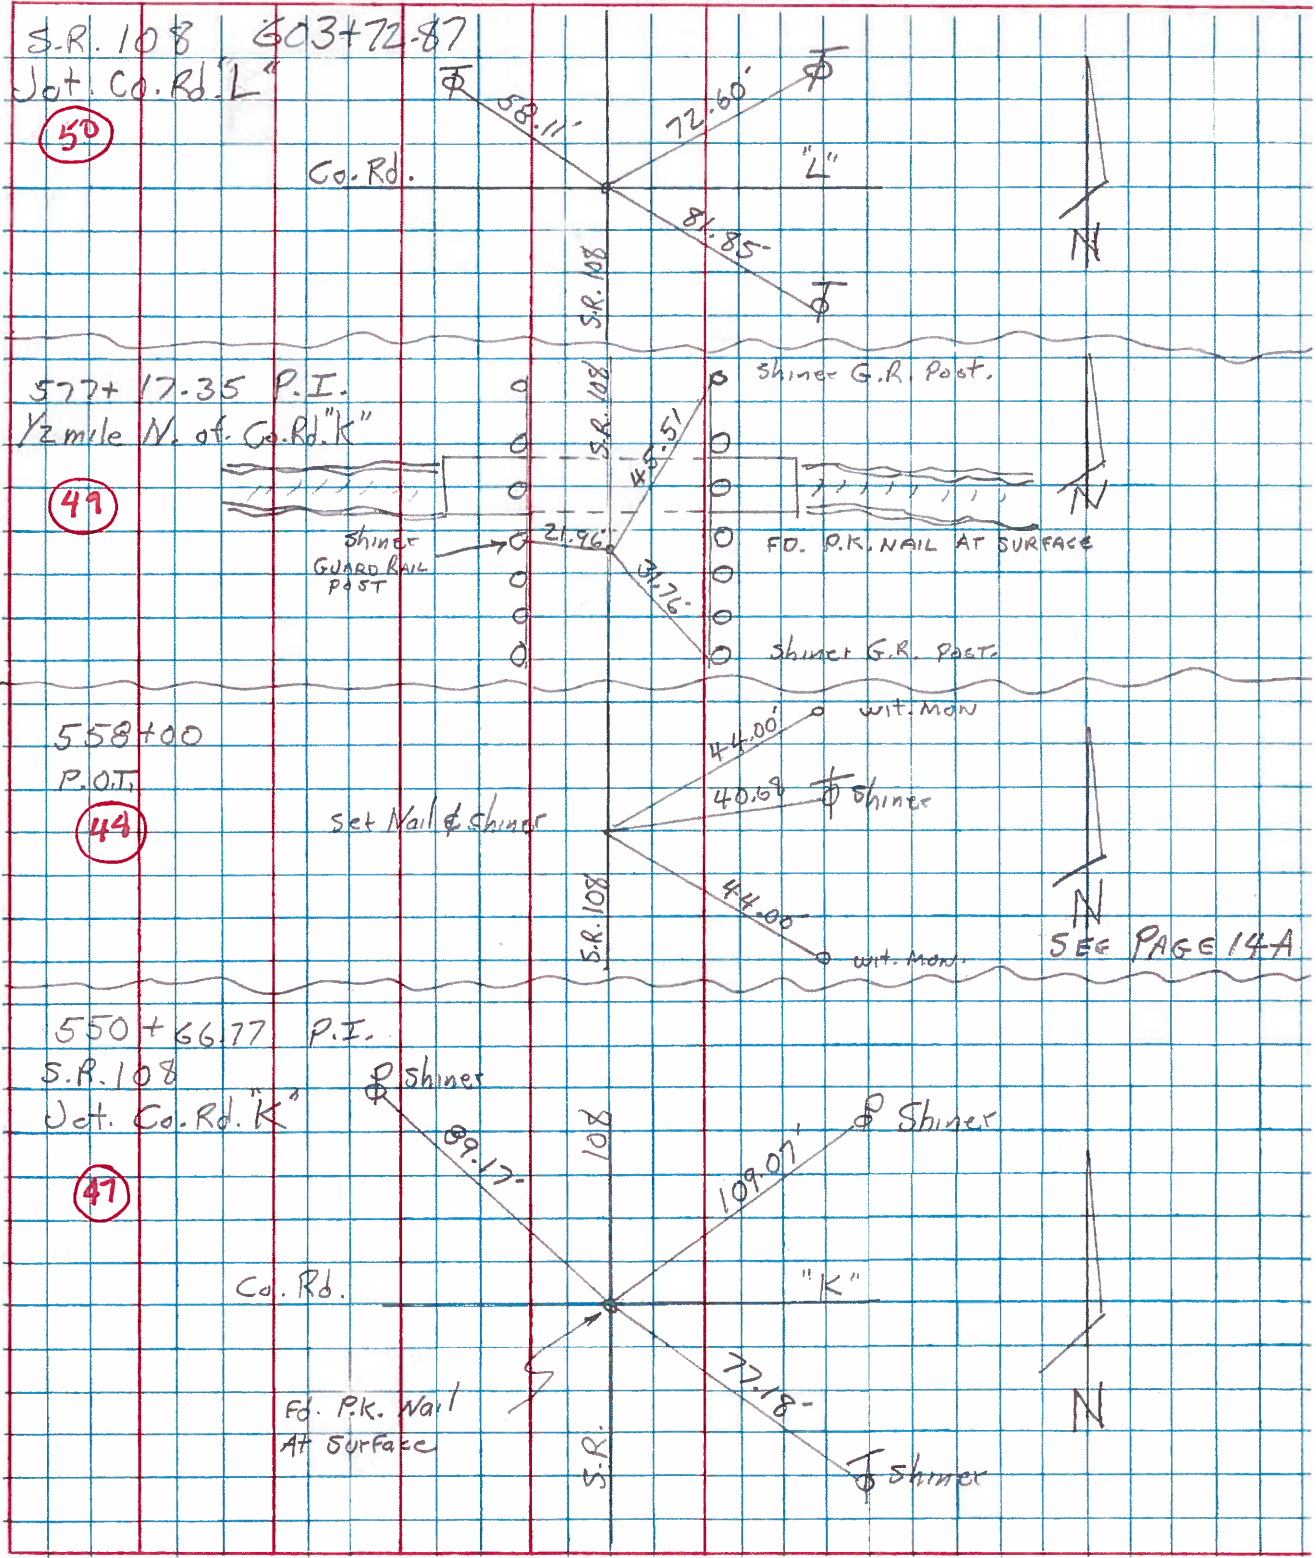 S.R. 108 603+72.87
Jct. Co. Rd. "L"
50
58.11'
72.60'
Co. Rd. "L"
81.85'
S.R. 108
N
577+17.35 P.I.
1/2 mile N. of Co. Rd. "K"
49
S.R. 108
Shiner G.R. Post.
45.51
N
Shiner
GUARD RAIL
POST
21.96'
FD. P.K. NAIL AT SURFACE
31.76'
Shiner G.R. POST.
558+00
P.O.T.
48
44.00'
wit. MON
40.68 Shiner
Set Nail & Shiner
44.00'
wit. MON.
S.R. 108
N
SEE PAGE 14-A
550+66.77 P.I.
S.R. 108
Jct. Co. Rd. "K"
47
Shiner
89.17'
108
109.07'
Shiner
Co. Rd. "K"
77.18'
Shiner
Fd. P.K. Nail
At Surface
S.R.
N